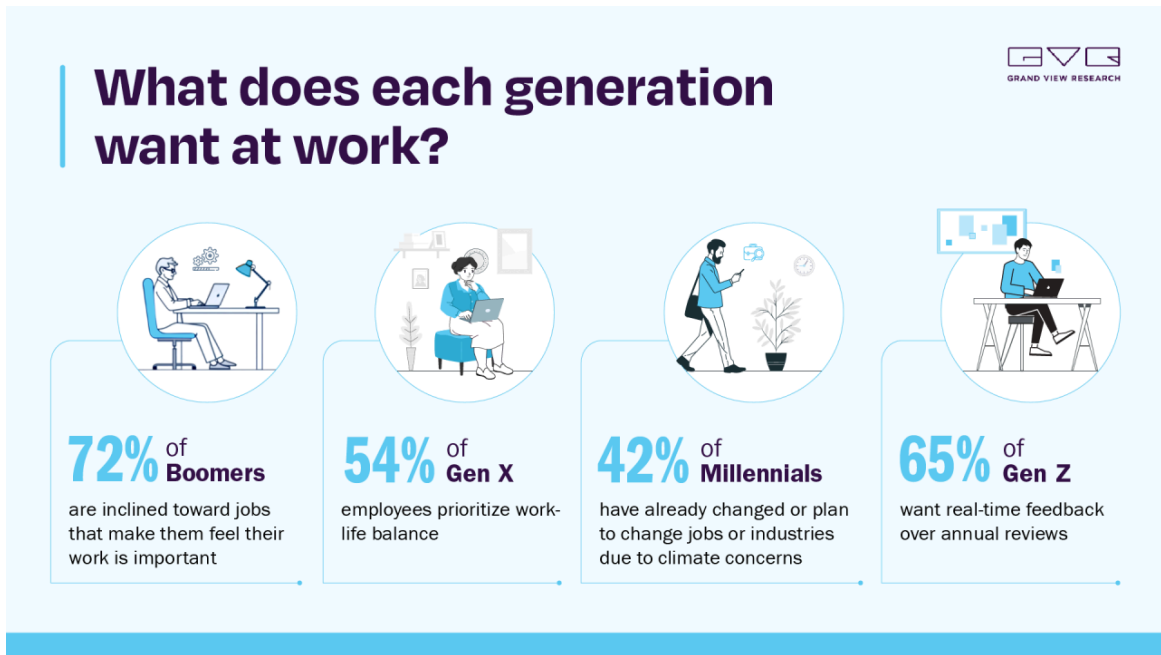 What does each generation
want at work?
GVG
GRAND VIEW RESEARCH
72% of
Boomers
are inclined toward jobs
that make them feel their
work is important
54% of
Gen X
employees prioritize work-
life balance
42% of
Millennials
have already changed or plan
to change jobs or industries
due to climate concerns
65% of
Gen Z
want real-time feedback
over annual reviews